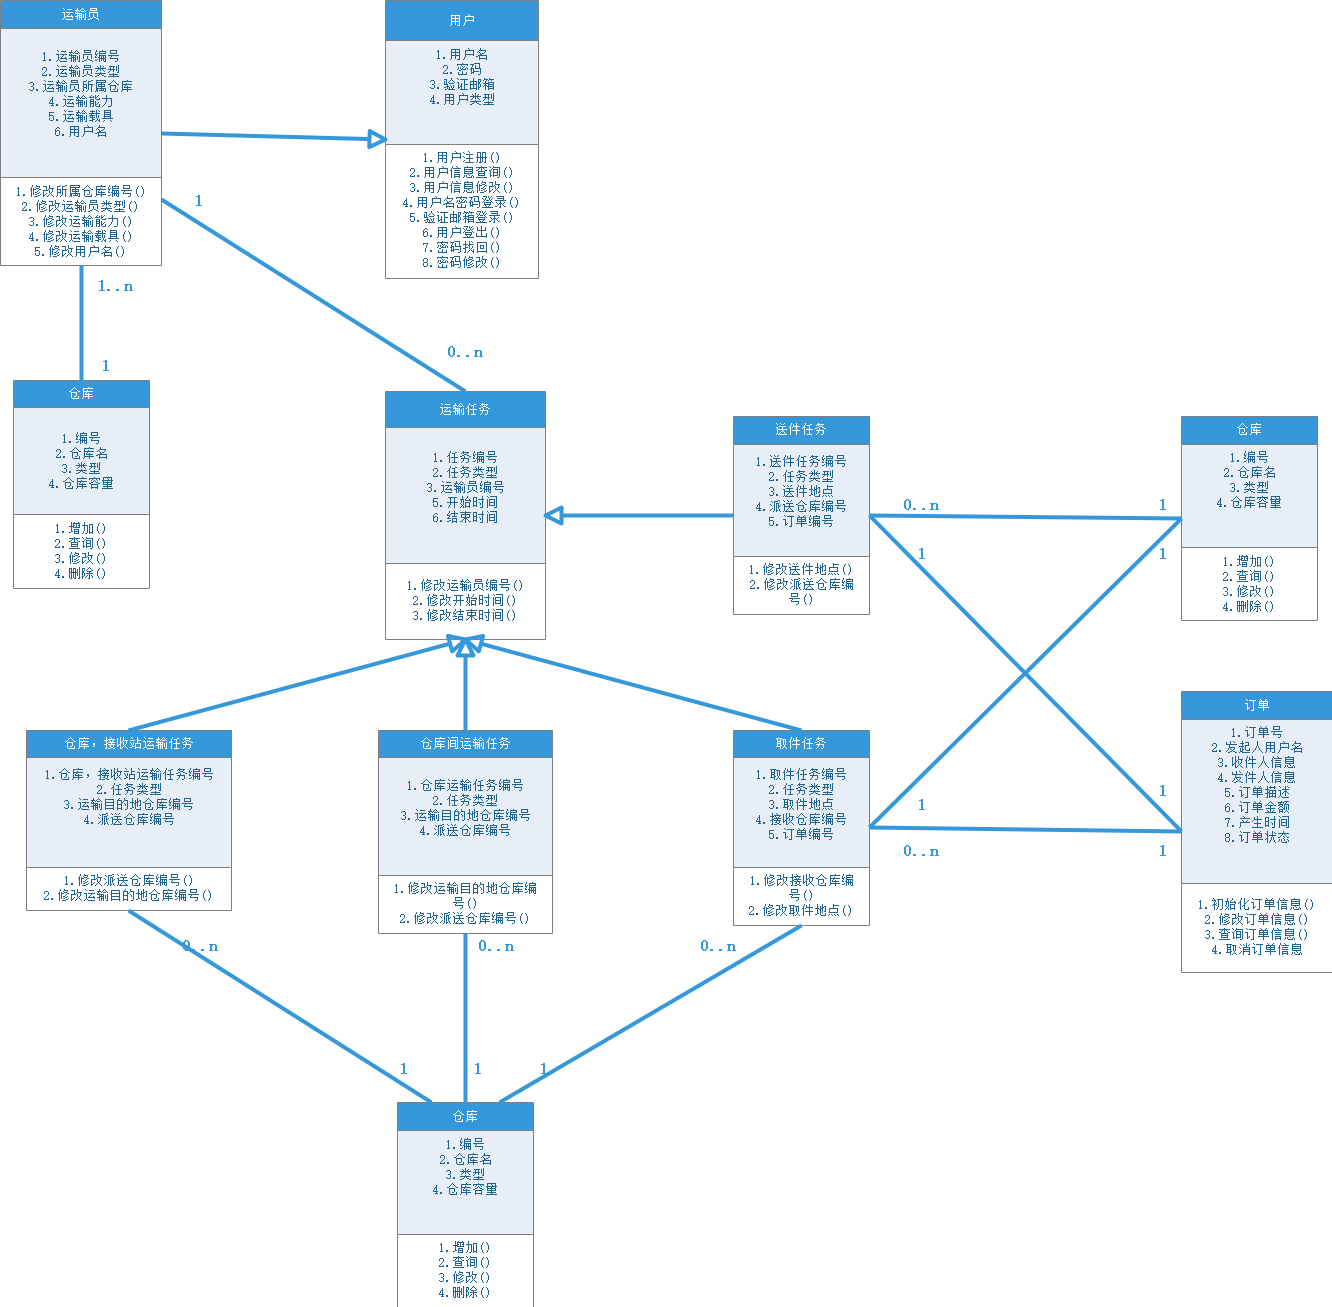 运输员
1.运输员编号
2.运输员类型
3.运输员所属仓库
4.运输能力
5.运输载具
6.用户名
1.修改所属仓库编号()
2.修改运输员类型()
3.修改运输能力()
4.修改运输载具()
5.修改用户名()
用户
1.用户名
2.密码
3.验证邮箱
4.用户类型
1.用户注册()
2.用户信息查询()
3.用户信息修改()
4.用户名密码登录()
5.验证邮箱登录()
6.用户登出()
7.密码找回()
8.密码修改()
1
0..n
1..n
1
仓库
1.编号
2.仓库名
3.类型
4.仓库容量
1.增加()
2.查询()
3.修改()
4.删除()
运输任务
1.任务编号
2.任务类型
3.运输员编号
5.开始时间
6.结束时间
1.修改运输员编号()
2.修改开始时间()
3.修改结束时间()
送件任务
1.送件任务编号
2.任务类型
3.送件地点
4.派送仓库编号
5.订单编号
1.修改送件地点()
2.修改派送仓库编
号()
0..n
1
1
1
仓库
1.编号
2.仓库名
3.类型
4.仓库容量
1.增加()
2.查询()
3.修改()
4.删除()
仓库，接收站运输任务
1.仓库，接收站运输任务编号
2.任务类型
3.运输目的地仓库编号
4.派送仓库编号
1.修改派送仓库编号()
2.修改运输目的地仓库编号()
仓库间运输任务
1.仓库运输任务编号
2.任务类型
3.运输目的地仓库编号
4.派送仓库编号
1.修改运输目的地仓库编
号()
2.修改派送仓库编号()
取件任务
1.取件任务编号
2.任务类型
3.取件地点
4.接收仓库编号
5.订单编号
1.修改接收仓库编
号()
2.修改取件地点()
1
1
0..n
1
订单
1.订单号
2.发起人用户名
3.收件人信息
4.发件人信息
5.订单描述
6.订单金额
7.产生时间
8.订单状态
1.初始化订单信息()
2.修改订单信息()
3.查询订单信息()
4.取消订单信息
0..n
0..n
0..n
1
1
1
仓库
1.编号
2.仓库名
3.类型
4.仓库容量
1.增加()
2.查询()
3.修改()
4.删除()